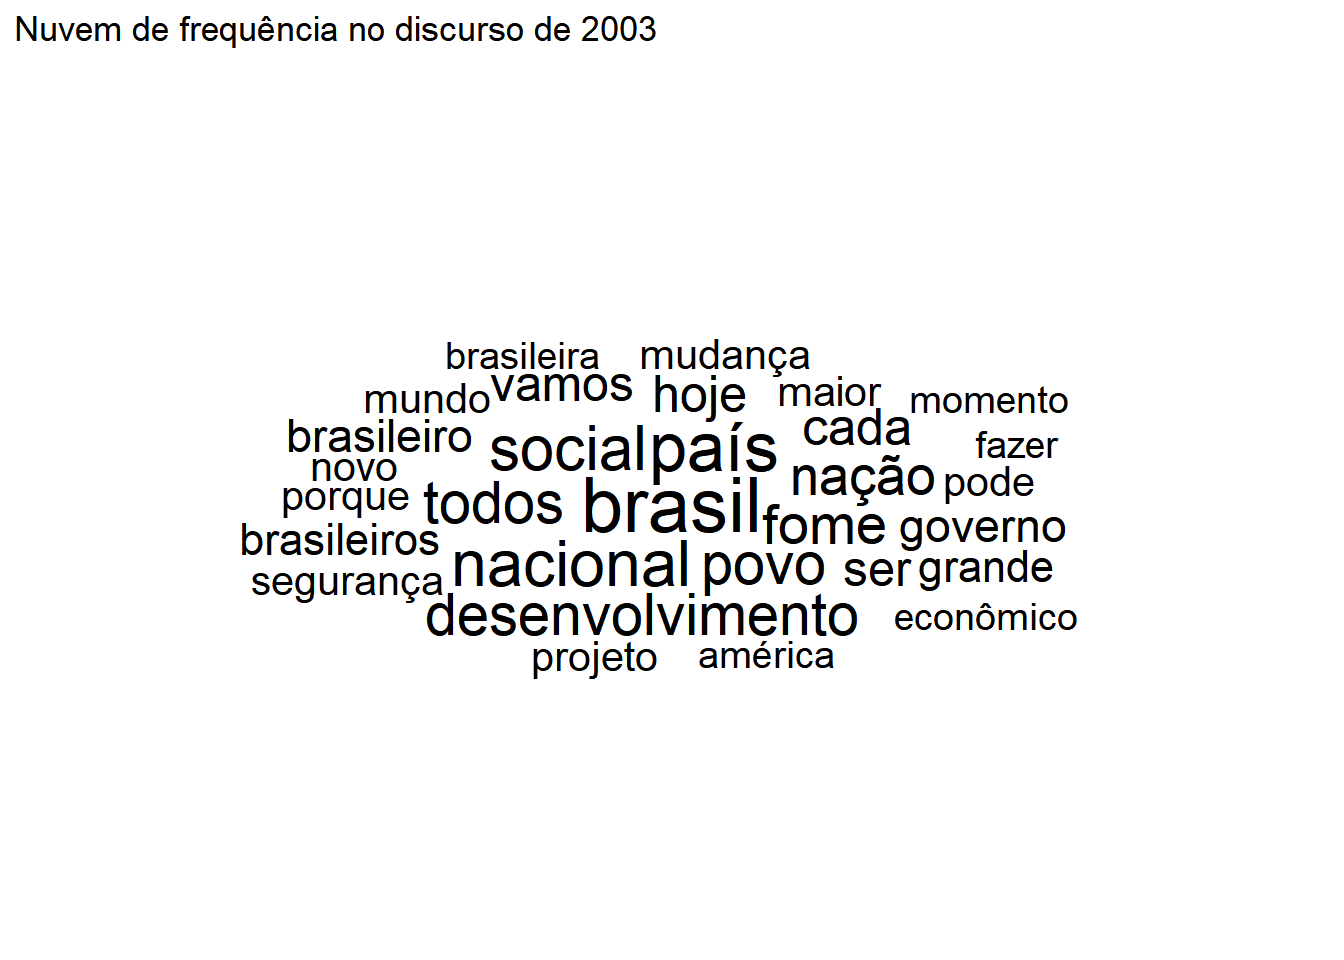 Nuvem de frequência no discurso de 2003
brasileira mudança
mundo vamos hoje maior momento
brasileiro social país cada fazer
novo nação pode
porque todos brasil fome governo
brasileiros nacional povo ser grande
segurança desenvolvimento econômico
projeto américa